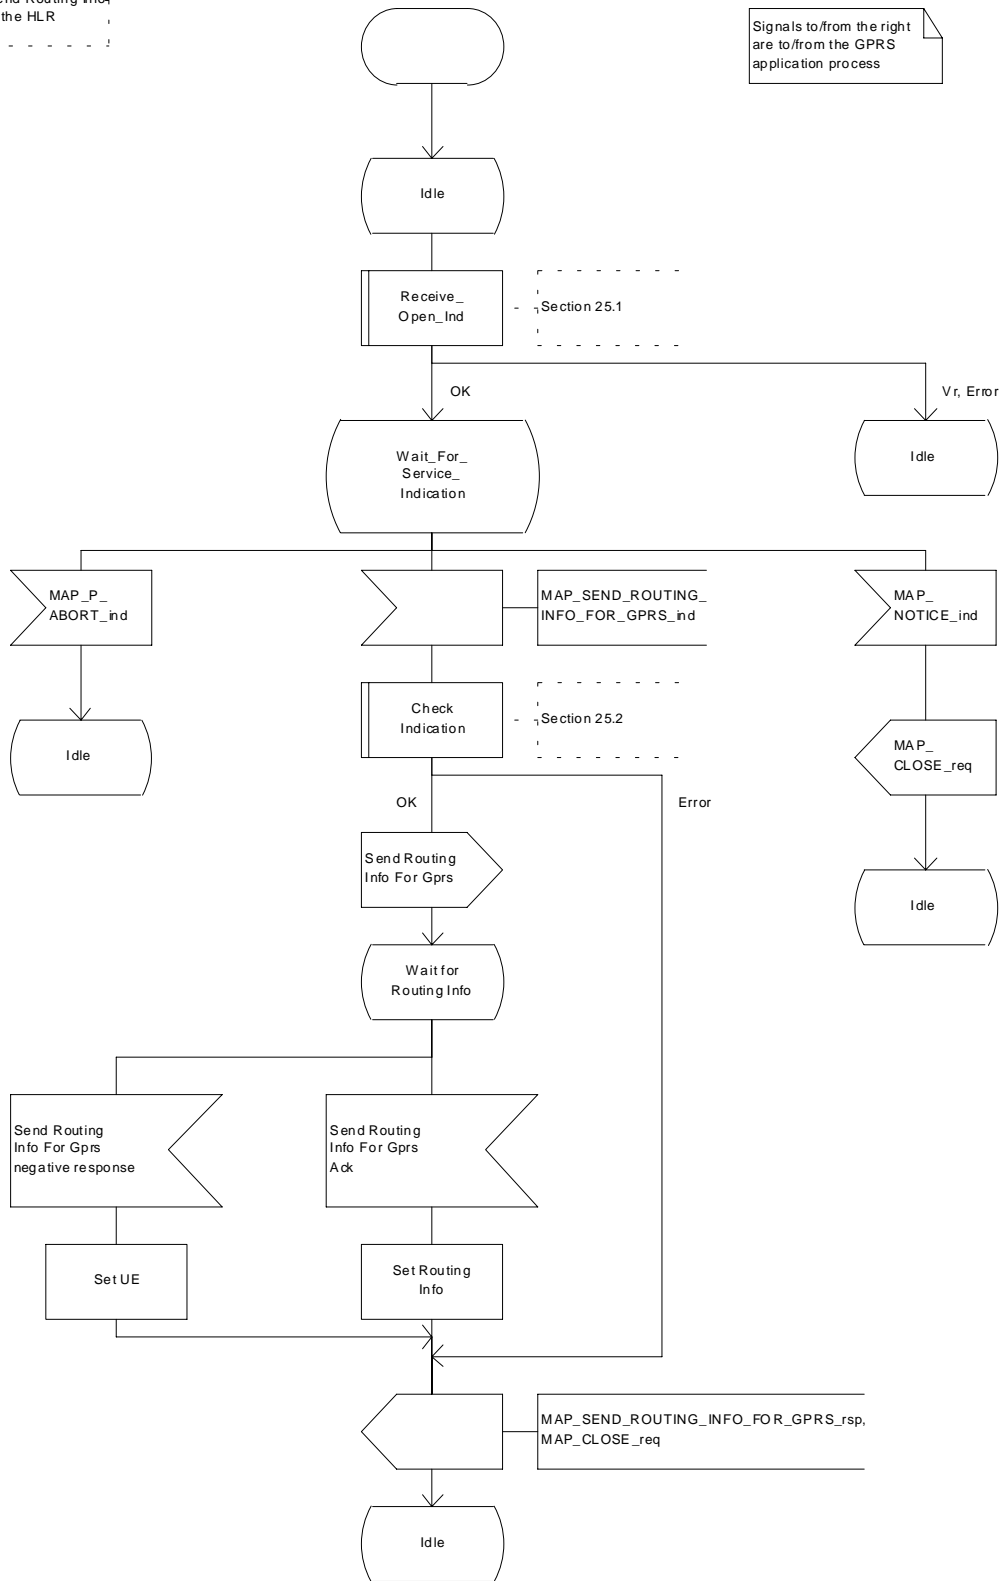 the HLR
Signals to/from the right
are to/from the GPRS
application process
Idle
Receive_
Open_Ind
Section 25.1
OK
Vr, Error
Wait_For_
Service_
Indication
Idle
MAP_P_
ABORT_ind
MAP_SEND_ROUTING_
INFO_FOR_GPRS_ind
MAP_
NOTICE_ind
Check
Indication
Section 25.2
Idle
MAP_
CLOSE_req
OK
Error
Send Routing
Info For Gprs
Idle
Wait for
Routing Info
Send Routing
Info For Gprs
negative response
Send Routing
Info For Gprs
Ack
Set UE
Set Routing
Info
MAP_SEND_ROUTING_INFO_FOR_GPRS_rsp,
MAP_CLOSE_req
Idle